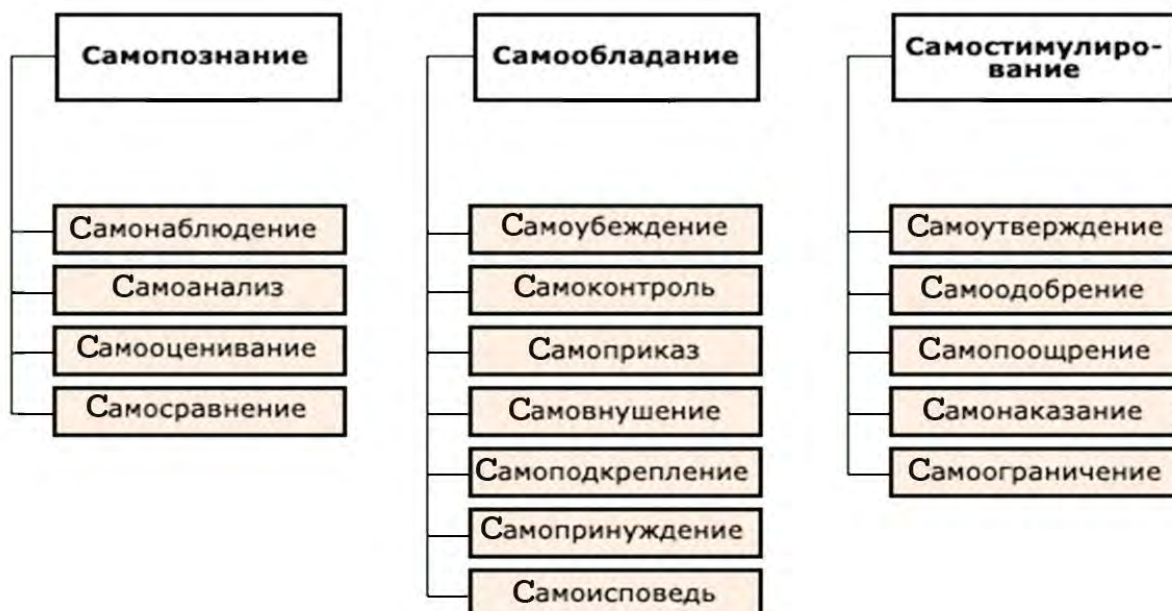 Самопознание
Самонаблюдение
Самоанализ
Самооценивание
Самосравнение
Самообладание
Самоубеждение
Самоконтроль
Самоприказ
Самовнушение
Самоподкрепление
Самопринуждение
Самоисповедь
Самостимулиро-
вание
Самоутверждение
Самоодобрение
Самопоощрение
Самонаказание
Самоограничение